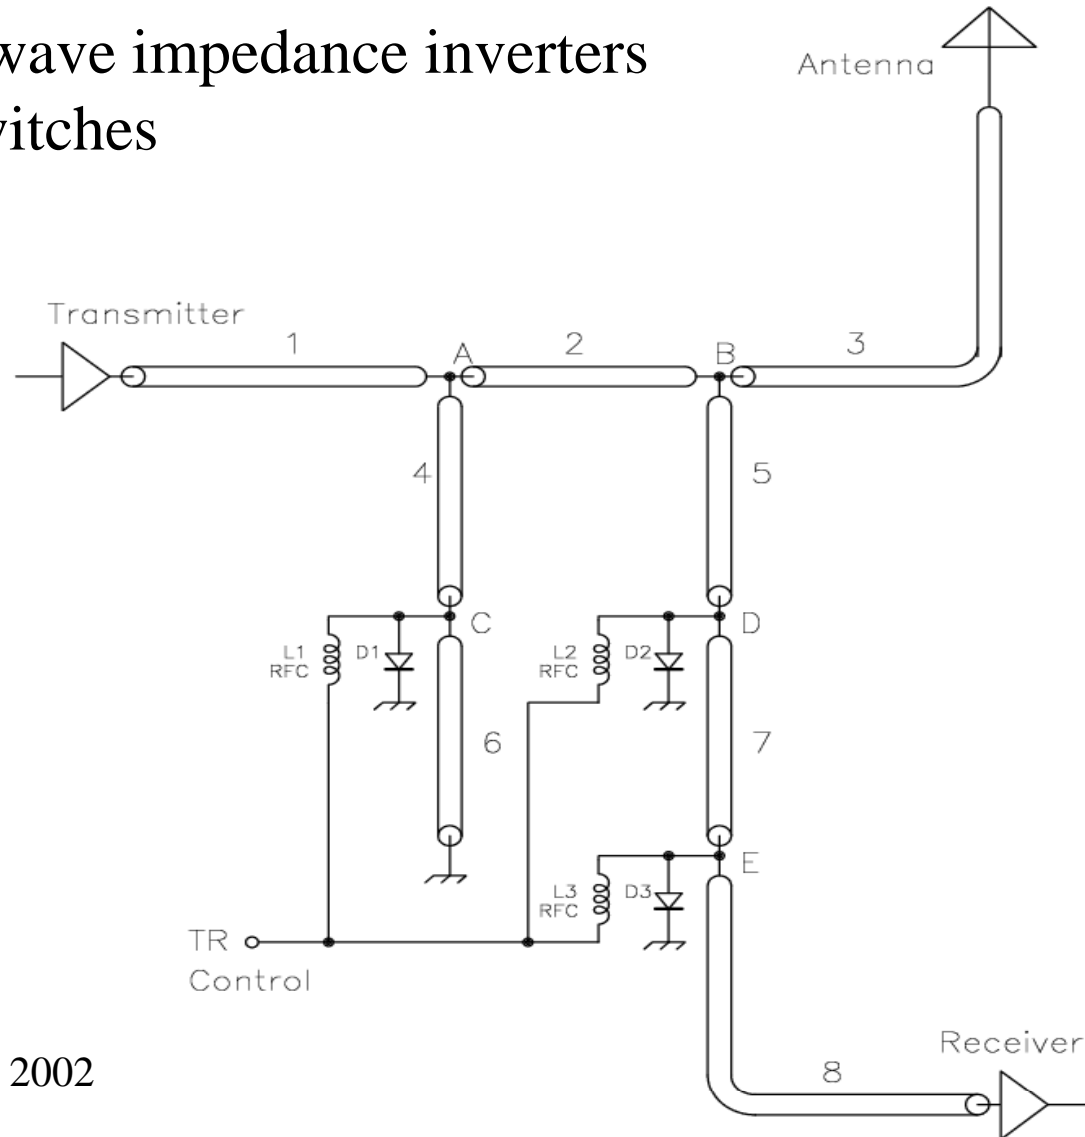 wave impedance inverters
vitches
Antenna
Transmitter
1
A
2
B
3
4
5
C
D
L1
RFC
D1
L2
RFC
D2
6
7
E
L3
RFC
D3
TR
Control
2002
Receiver
8